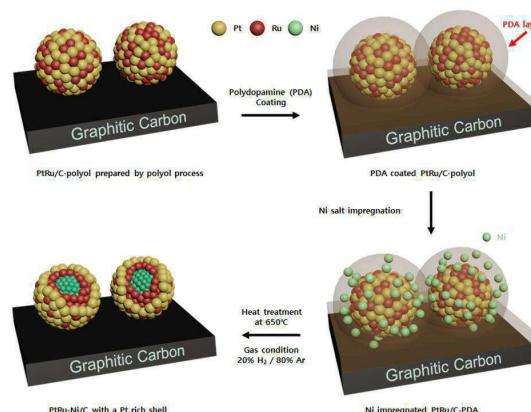 Pt Ru Ni
PDA lay
Polydopamine (PDA)
Coating
Graphitic Carbon
Graphitic Carbon
PtRu/C-polyol prepared by polyol process
PDA coated PtRu/C-polyol
Ni salt impregnation
Ni
Heat treatment
at 650℃
Gas condition
20% H₂ / 80% Ar
Graphitic Carbon
Graphitic Carbon
PtRu-Ni/C with a Pt rich shell
Ni impregnated PtRu/C-PDA